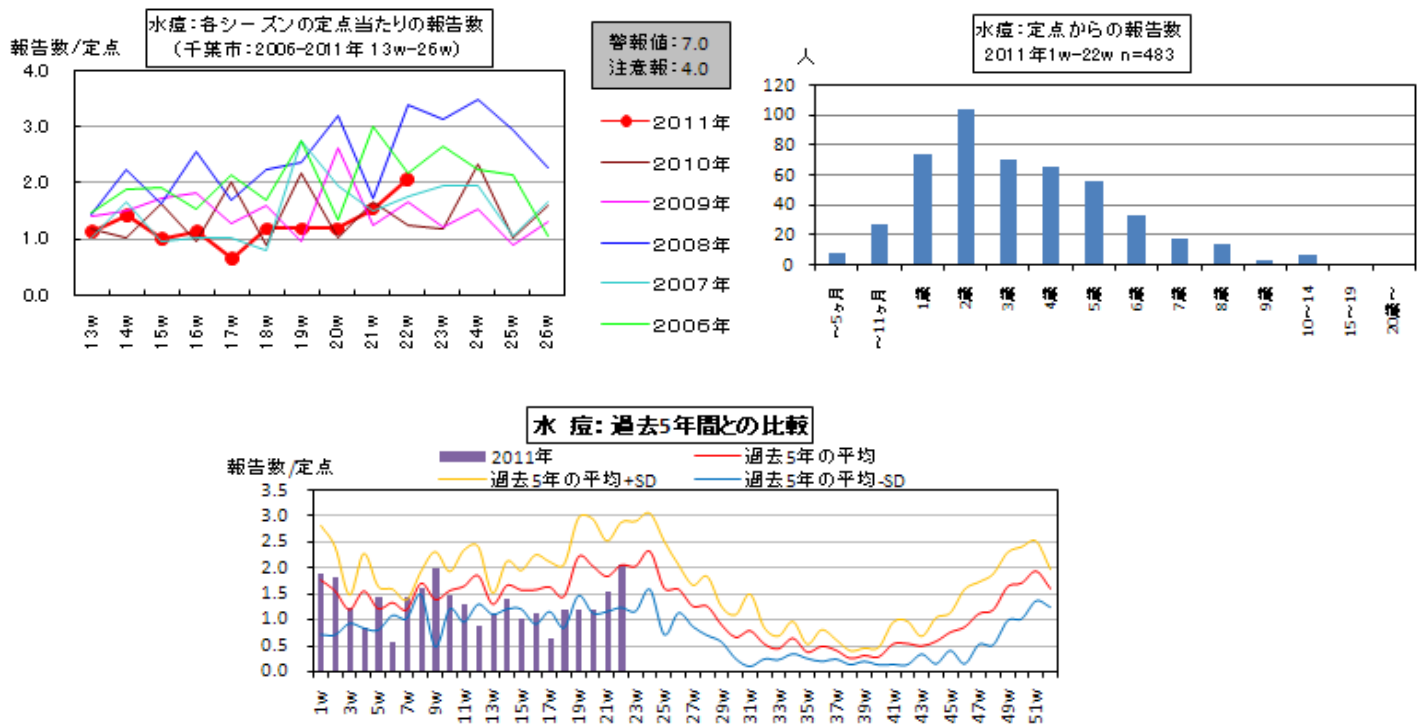 水痘：各シーズンの定点当たりの報告数
（千葉市：2006-2011年 13w-26w）
報告数/定点
4.0
3.0
2.0
1.0
0.0
13w
14w
15w
16w
17w
18w
19w
20w
21w
22w
23w
24w
25w
26w
警報値：7.0
注意報：4.0
2011年
2010年
2009年
2008年
2007年
2006年
水痘：定点からの報告数
2011年1w-22w n=483
人
120
100
80
60
40
20
0
～5ヶ月
～11ヶ月
1歳
2歳
3歳
4歳
5歳
6歳
7歳
8歳
9歳
10～14
15～19
20歳～
水 痘：過去5年間との比較
報告数/定点
2011年
過去5年の平均
過去5年の平均+SD
過去5年の平均-SD
3.5
3.0
2.5
2.0
1.5
1.0
0.5
0.0
1w
3w
5w
7w
9w
11w
13w
15w
17w
19w
21w
23w
25w
27w
29w
31w
33w
35w
37w
39w
41w
43w
45w
47w
49w
51w